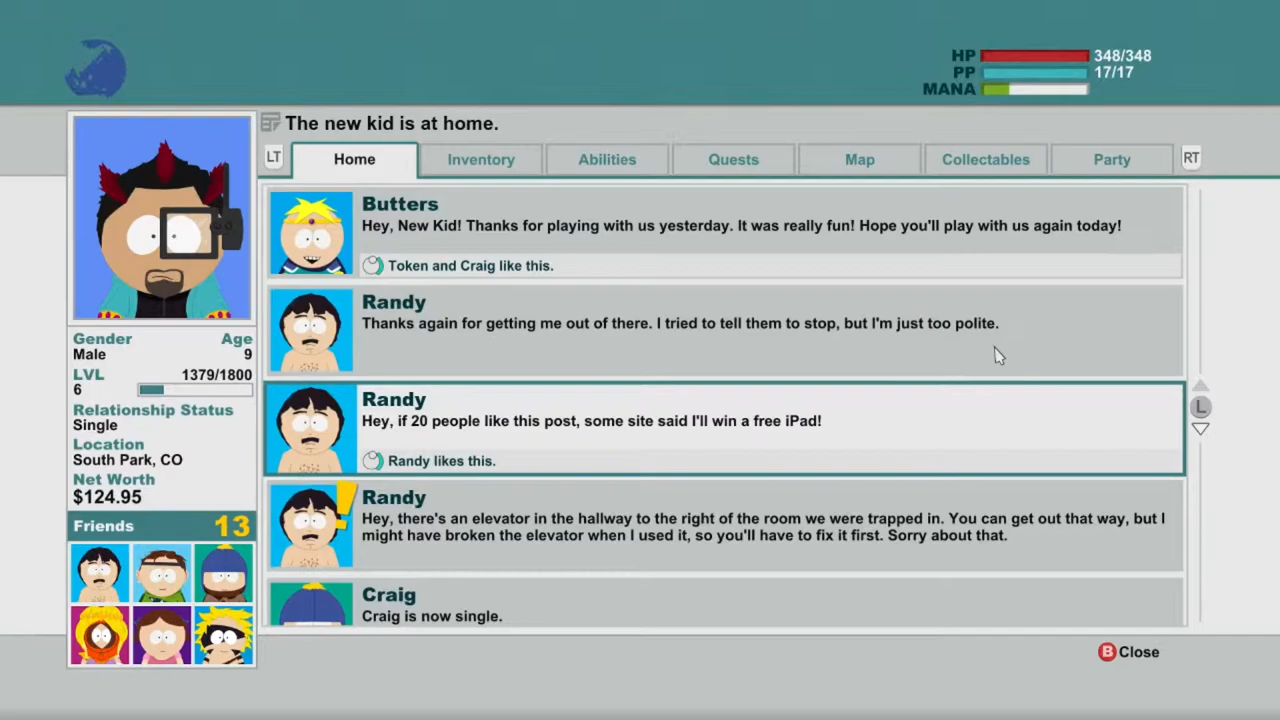 HP 348/348
PP 17/17
MANA
The new kid is at home.
LT Home Inventory Abilities Quests Map Collectables Party RT
Gender Age
Male 9
LVL 1379/1800
6
Relationship Status
Single
Location
South Park, CO
Net Worth
$124.95
Friends 13
Butters
Hey, New Kid! Thanks for playing with us yesterday. It was really fun! Hope you'll play with us again today!
Token and Craig like this.
Randy
Thanks again for getting me out of there. I tried to tell them to stop, but I'm just too polite.
Randy
Hey, if 20 people like this post, some site said I'll win a free iPad!
Randy likes this.
Randy
Hey, there's an elevator in the hallway to the right of the room we were trapped in. You can get out that way, but I
might have broken the elevator when I used it, so you'll have to fix it first. Sorry about that.
Craig
Craig is now single.
L
B Close